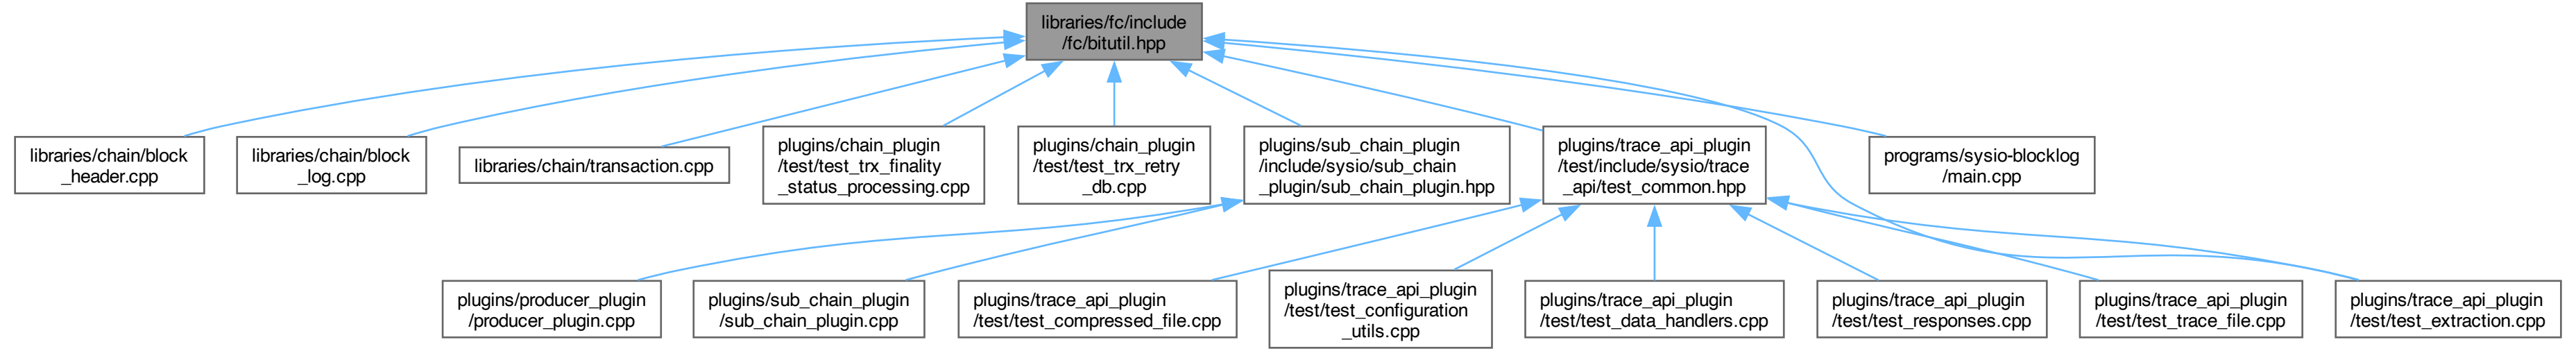 libraries/fc/include
/fc/bitutil.hpp
libraries/chain/block
_header.cpp
libraries/chain/block
_log.cpp
libraries/chain/transaction.cpp
plugins/chain_plugin
/test/test_trx_finality
_status_processing.cpp
plugins/chain_plugin
/test/test_trx_retry
_db.cpp
plugins/sub_chain_plugin
/include/sysio/sub_chain
_plugin/sub_chain_plugin.hpp
plugins/trace_api_plugin
/test/include/sysio/trace
_api/test_common.hpp
programs/sysio-blocklog
/main.cpp
plugins/producer_plugin
/producer_plugin.cpp
plugins/sub_chain_plugin
/sub_chain_plugin.cpp
plugins/trace_api_plugin
/test/test_compressed_file.cpp
plugins/trace_api_plugin
/test/test_configuration
_utils.cpp
plugins/trace_api_plugin
/test/test_data_handlers.cpp
plugins/trace_api_plugin
/test/test_responses.cpp
plugins/trace_api_plugin
/test/test_trace_file.cpp
plugins/trace_api_plugin
/test/test_extraction.cpp